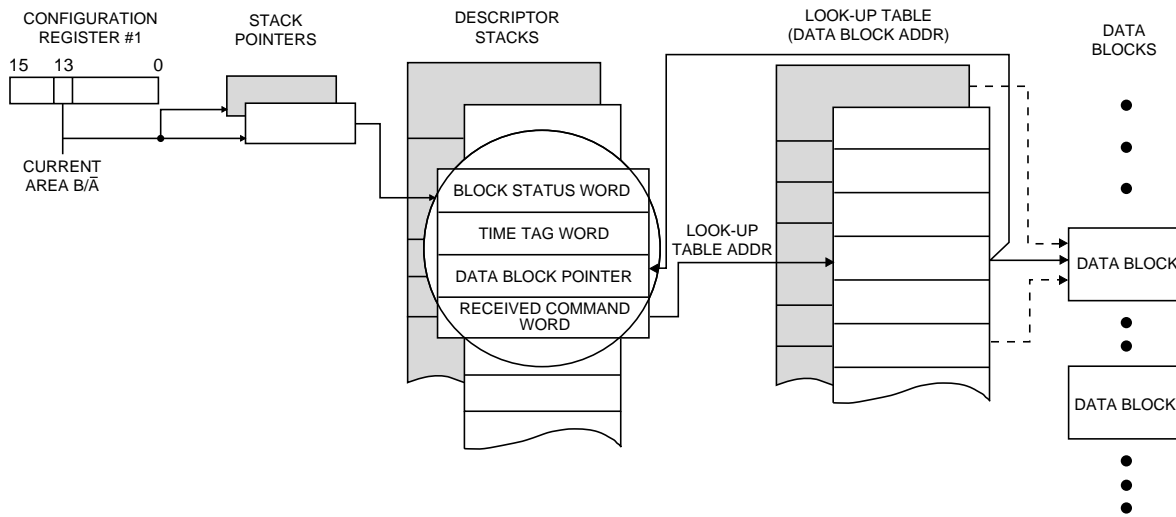 CONFIGURATION
REGISTER #1
15 13 0
CURRENT
AREA B/A̅
STACK
POINTERS
DESCRIPTOR
STACKS
BLOCK STATUS WORD
TIME TAG WORD
DATA BLOCK POINTER
RECEIVED COMMAND
WORD
LOOK-UP
TABLE ADDR
LOOK-UP TABLE
(DATA BLOCK ADDR)
DATA
BLOCKS
DATA BLOCK
DATA BLOCK